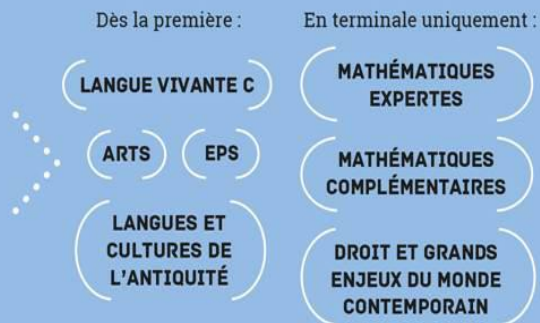 Dès la première :
LANGUE VIVANTE C
ARTS
EPS
LANGUES ET
CULTURES DE
L'ANTIQUITÉ
En terminale uniquement :
MATHÉMATIQUES
EXPERTES
MATHÉMATIQUES
COMPLÉMENTAIRES
DROIT ET GRANDS
ENJEUX DU MONDE
CONTEMPORAIN